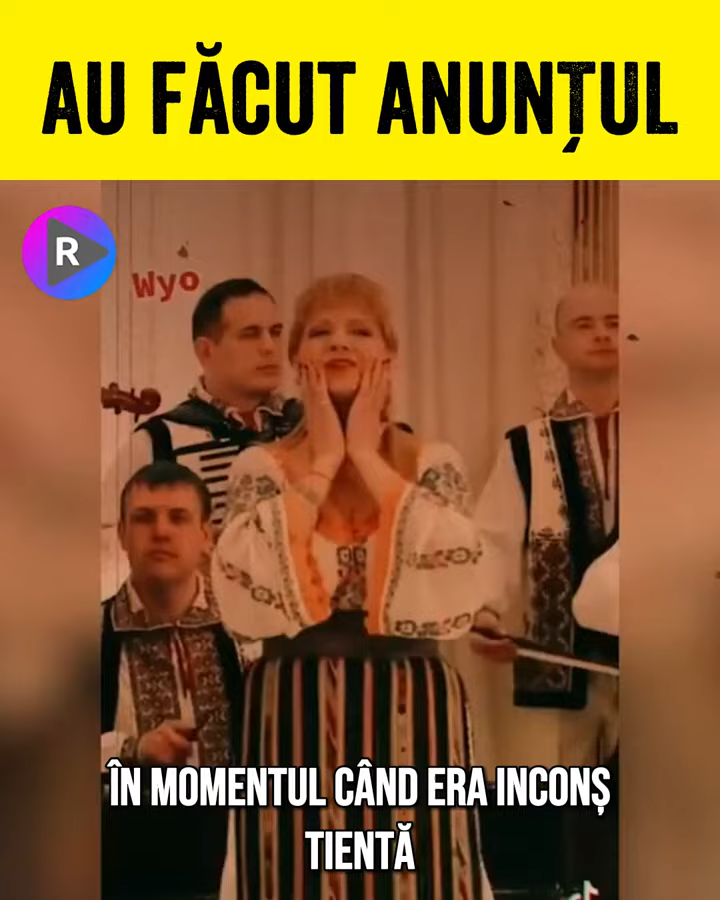 AU FĂCUT ANUNȚUL
R
Wyo
ÎN MOMENTUL CÂND ERA INCONȘ
TIENTĂ